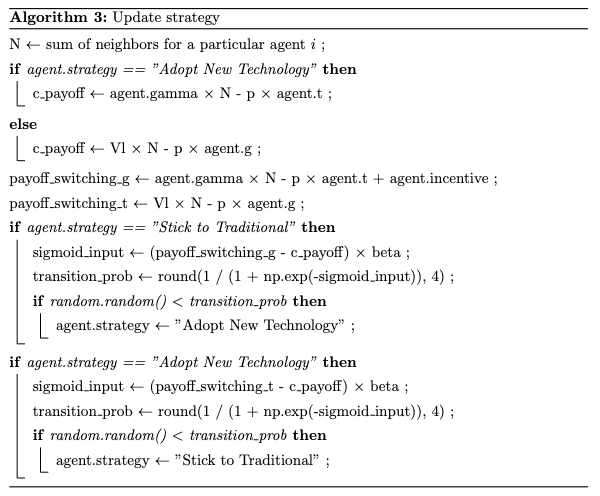 Algorithm 3: Update strategy
N ← sum of neighbors for a particular agent i ;
if agent.strategy == ”Adopt New Technology” then
c_payoff ← agent.gamma × N - p × agent.t ;
else
c_payoff ← Vl × N - p × agent.g ;
payoff_switching_g ← agent.gamma × N - p × agent.t + agent.incentive ;
payoff_switching_t ← Vl × N - p × agent.g ;
if agent.strategy == ”Stick to Traditional” then
sigmoid_input ← (payoff_switching_g - c_payoff) × beta ;
transition_prob ← round(1 / (1 + np.exp(-sigmoid_input)), 4) ;
if random.random() < transition_prob then
agent.strategy ← ”Adopt New Technology” ;
if agent.strategy == ”Adopt New Technology” then
sigmoid_input ← (payoff_switching_t - c_payoff) × beta ;
transition_prob ← round(1 / (1 + np.exp(-sigmoid_input)), 4) ;
if random.random() < transition_prob then
agent.strategy ← ”Stick to Traditional” ;